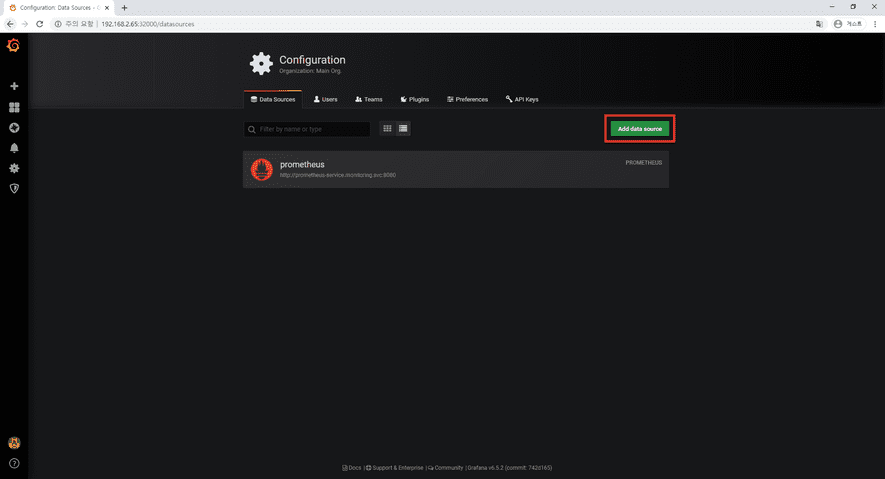 Configuration: Data Sources - G
주의 요함 | 192.168.2.65:32000/datasources
게스트
Configuration
Organization: Main Org.
Data Sources Users Teams Plugins Preferences API Keys
Filter by name or type
Add data source
prometheus
PROMETHEUS
http://prometheus-service.monitoring.svc:8080
Docs | Support & Enterprise | Community | Grafana v6.5.2 (commit: 742d165)